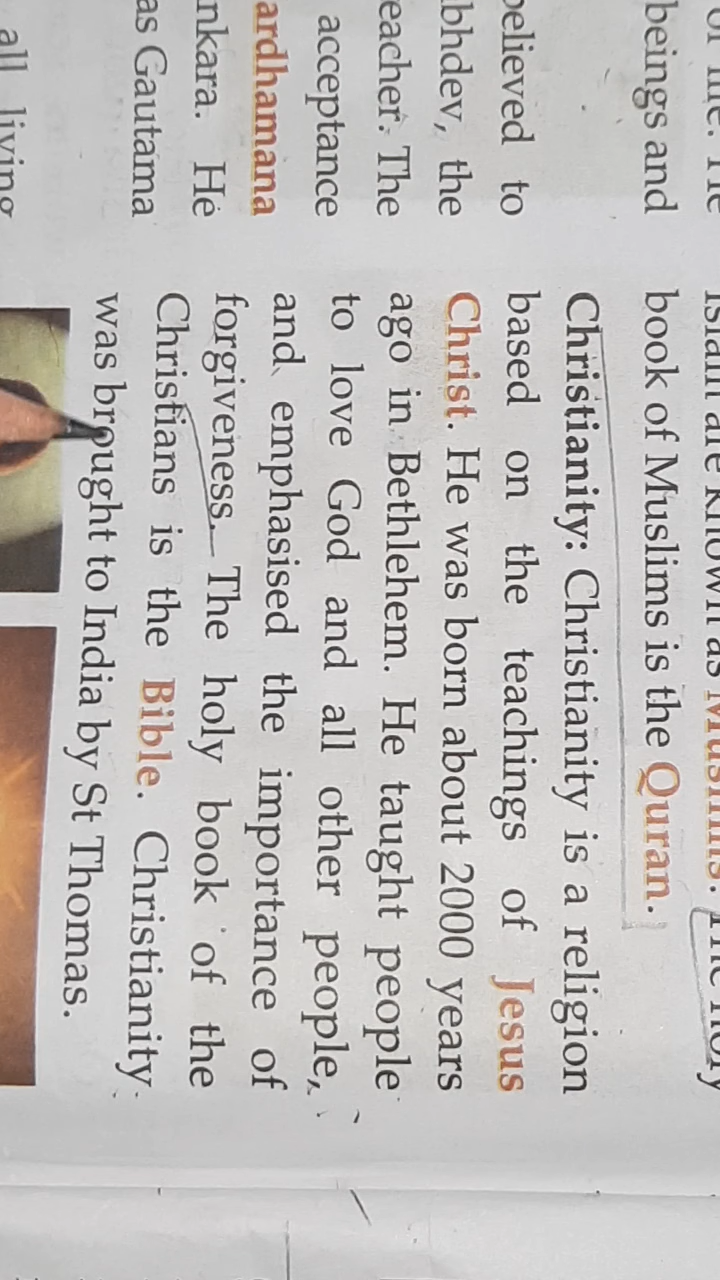 beings and
believed to
bhdev, the
eacher. The
acceptance
ardhamana
nkara. He
as Gautama
all living
book of Muslims is the Quran.
Christianity: Christianity is a religion
based on the teachings of Jesus
Christ. He was born about 2000 years
ago in Bethlehem. He taught people
to love God and all other people,
and emphasised the importance of
forgiveness. The holy book of the
Christians is the Bible. Christianity
was brought to India by St Thomas.